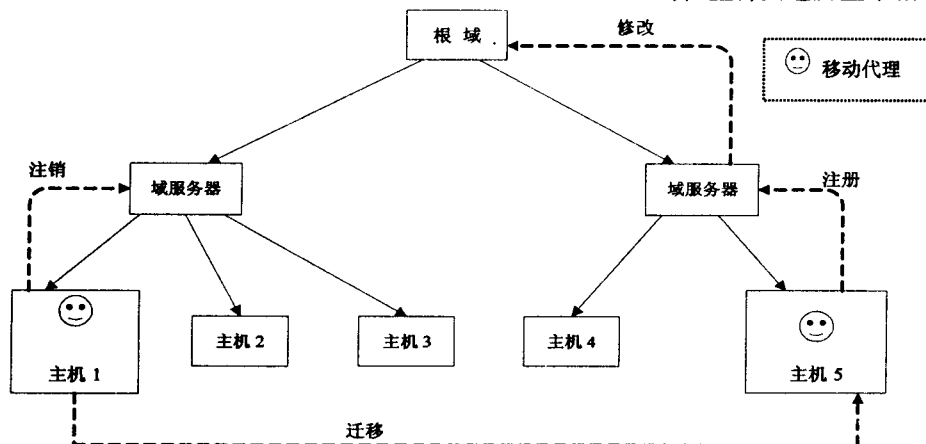 根 域
修改
移动代理
注销
域服务器
域服务器
注册
主机 1
主机 2
主机 3
主机 4
主机 5
迁移